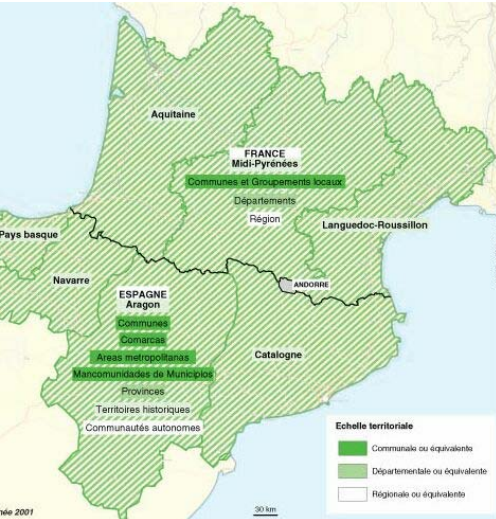 Aquitaine
FRANCE
Midi-Pyrénées
Communes et Groupements locaux
Départements
Région
Languedoc-Roussillon
Pays basque
Navarre
ANDORRE
ESPAGNE
Aragon
Communes
Comarcas
Areas metropolitanas
Mancomunidades de Municipios
Provinces
Territoires historiques
Communautés autonomes
Catalogne
Echelle territoriale
Communale ou équivalente
Départementale ou équivalente
Régionale ou équivalente
née 2001
30 km